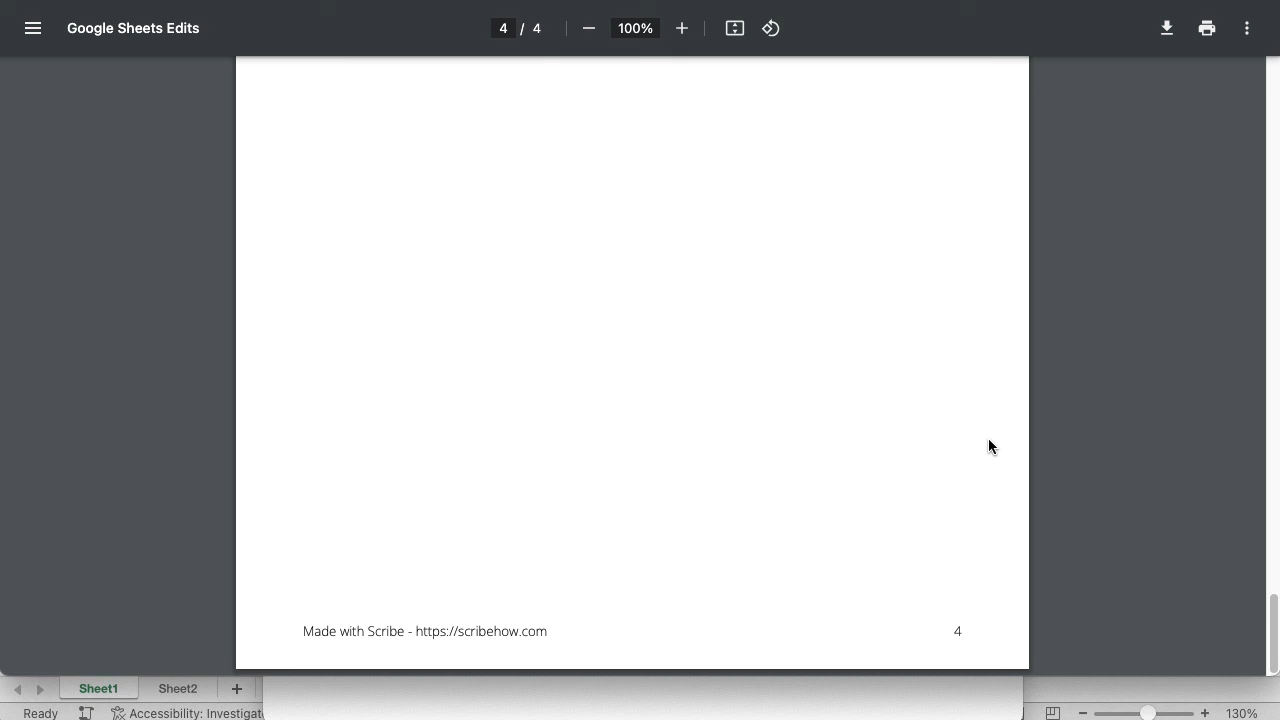 Google Sheets Edits
4 / 4
100%
Made with Scribe - https://scribehow.com
4
Sheet1
Sheet2
Ready
Accessibility: Investigat
130%